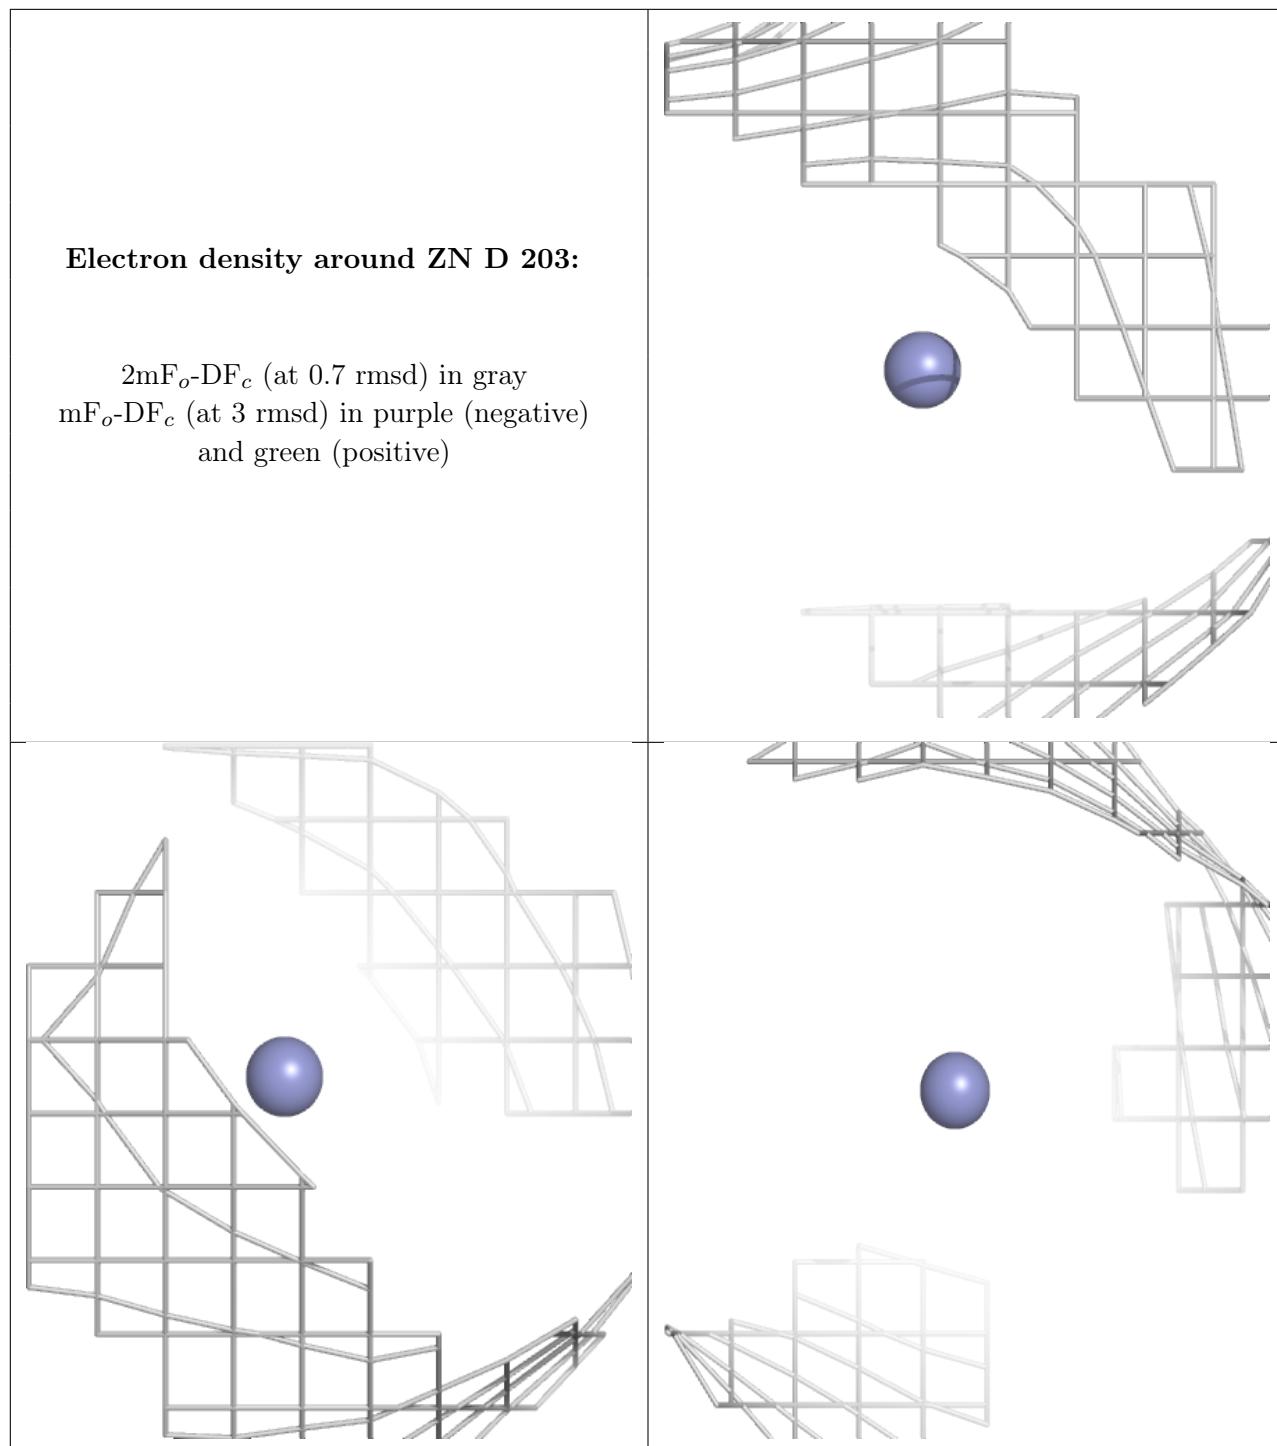 Electron density around ZN D 203:
2mFo-DFc (at 0.7 rmsd) in gray
mFo-DFc (at 3 rmsd) in purple (negative)
and green (positive)